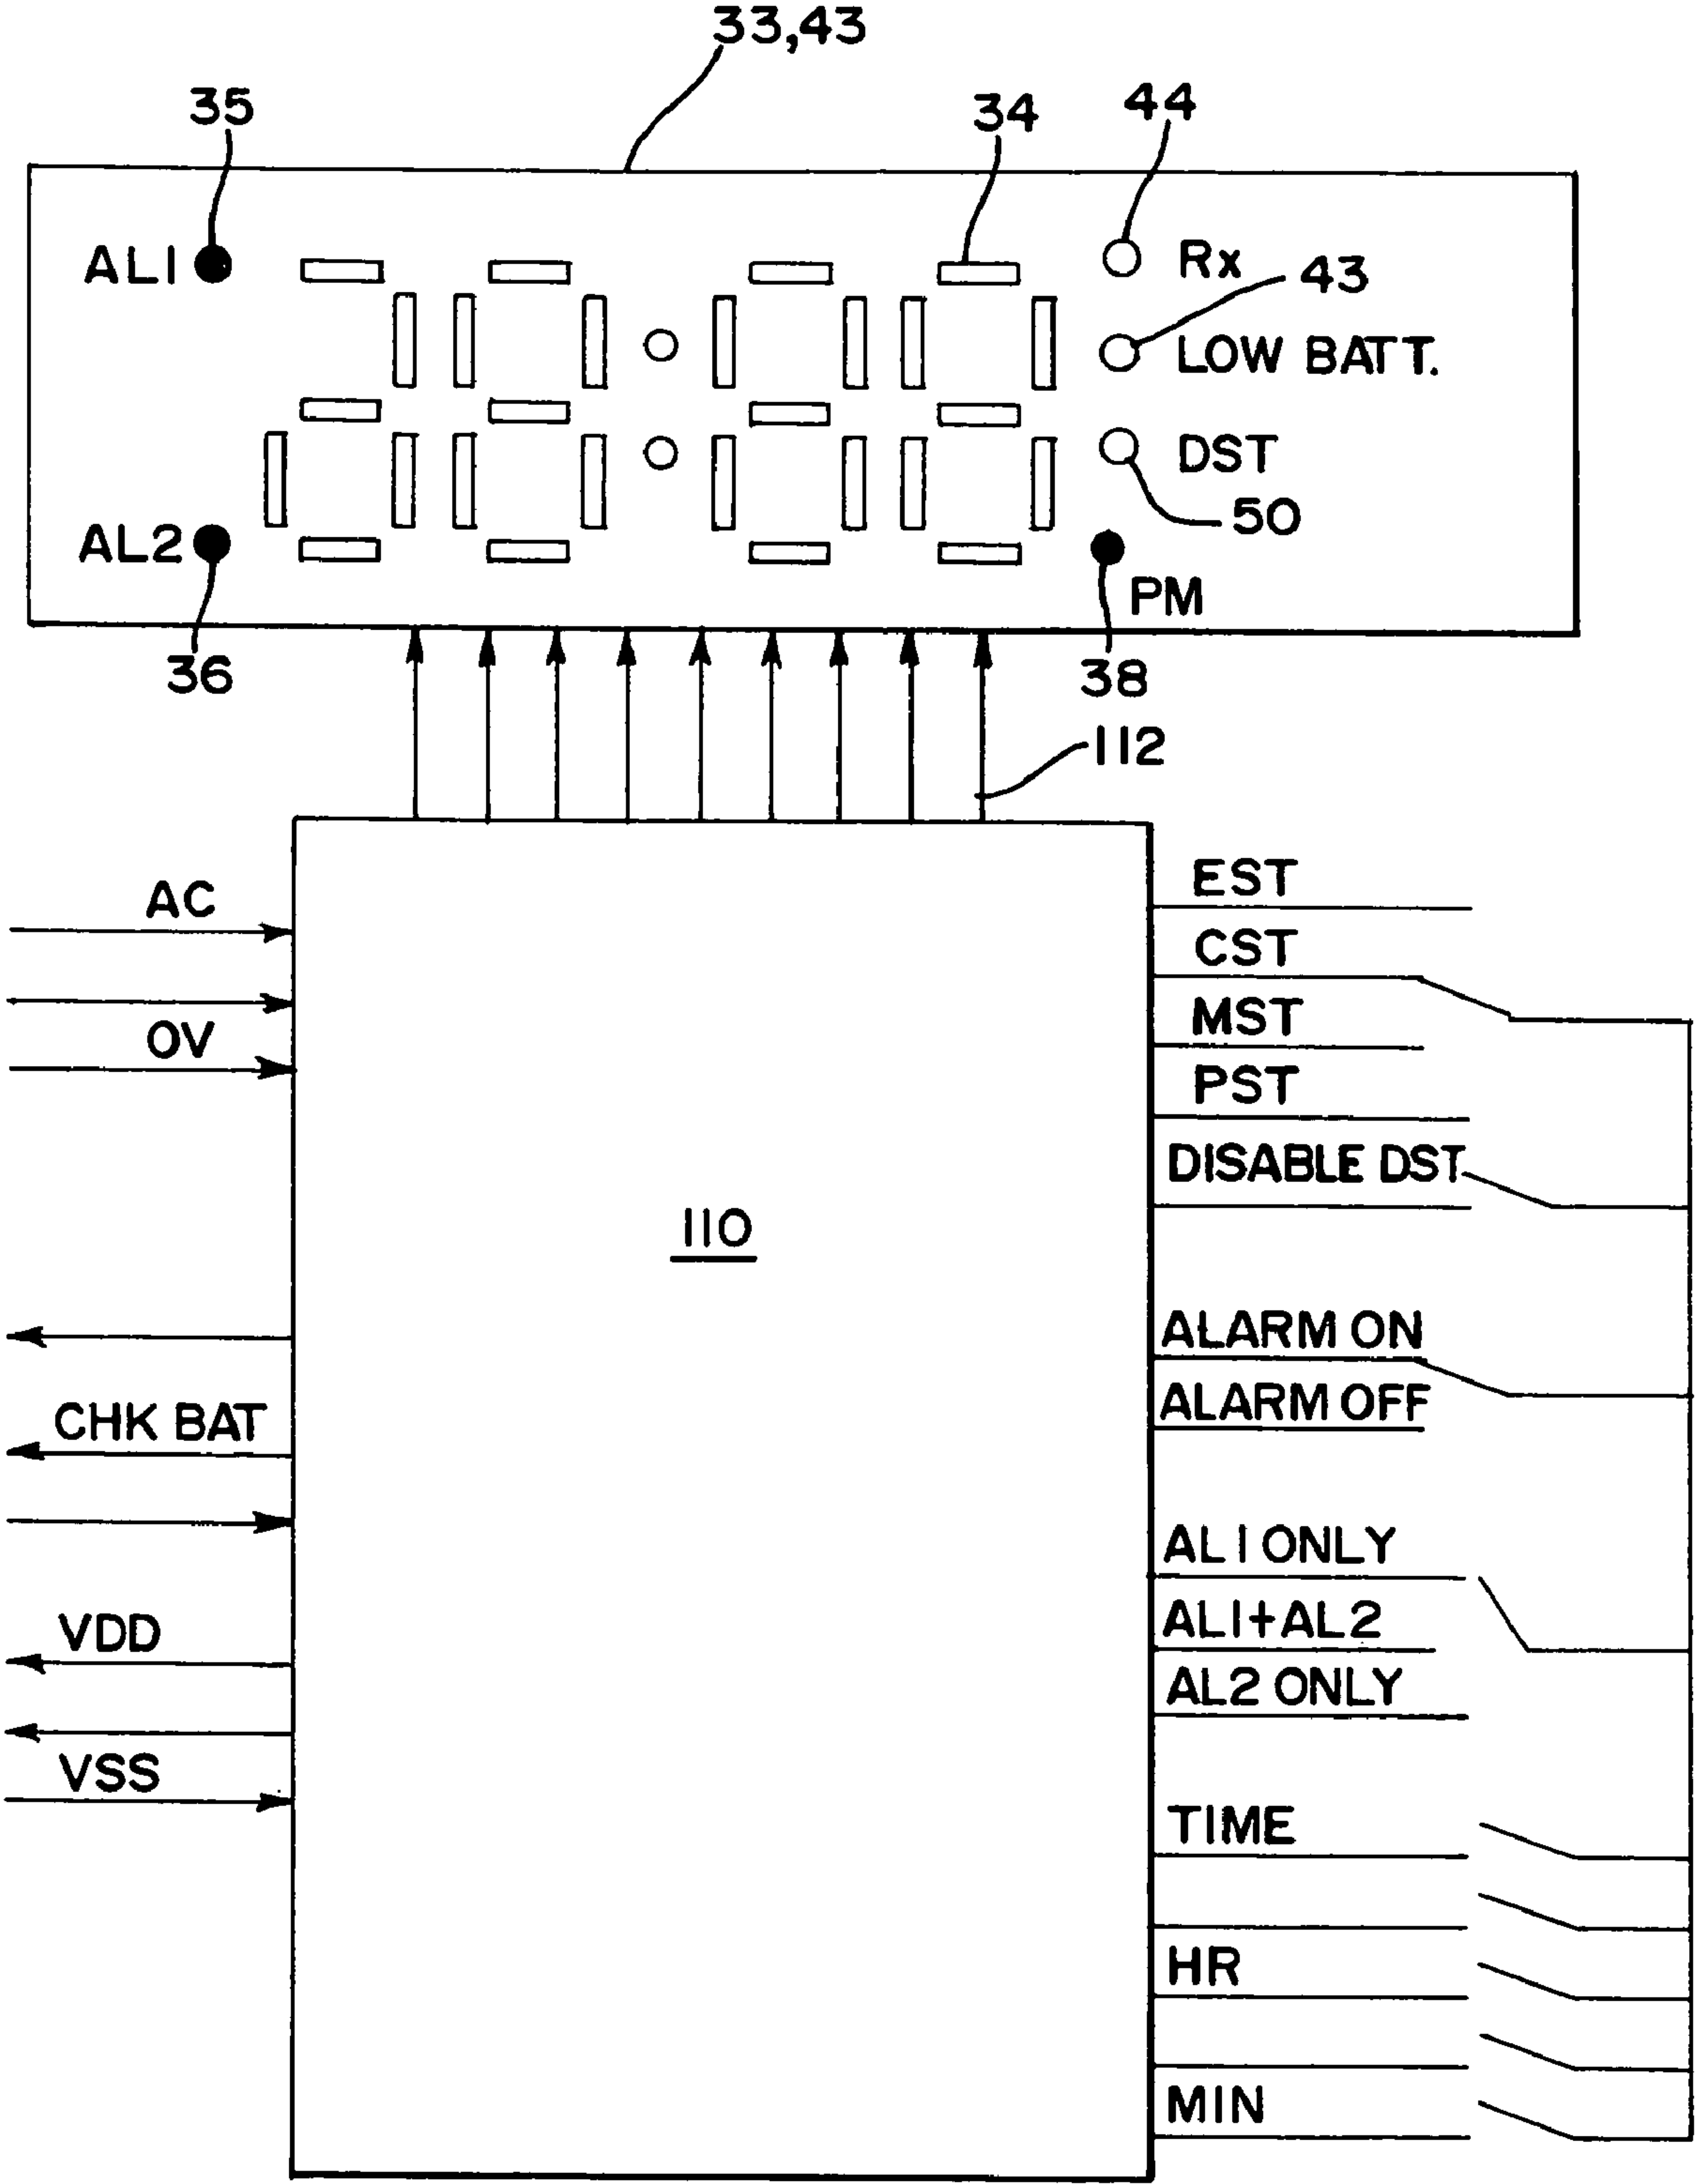 33,43
35
34
44
AL1
Rx
43
LOW BATT.
DST
50
AL2
PM
36
38
112
AC
EST
CST
OV
MST
PST
DISABLE DST
110
ALARM ON
CHK BAT
ALARM OFF
AL1 ONLY
VDD
AL1+AL2
AL2 ONLY
VSS
TIME
HR
MIN